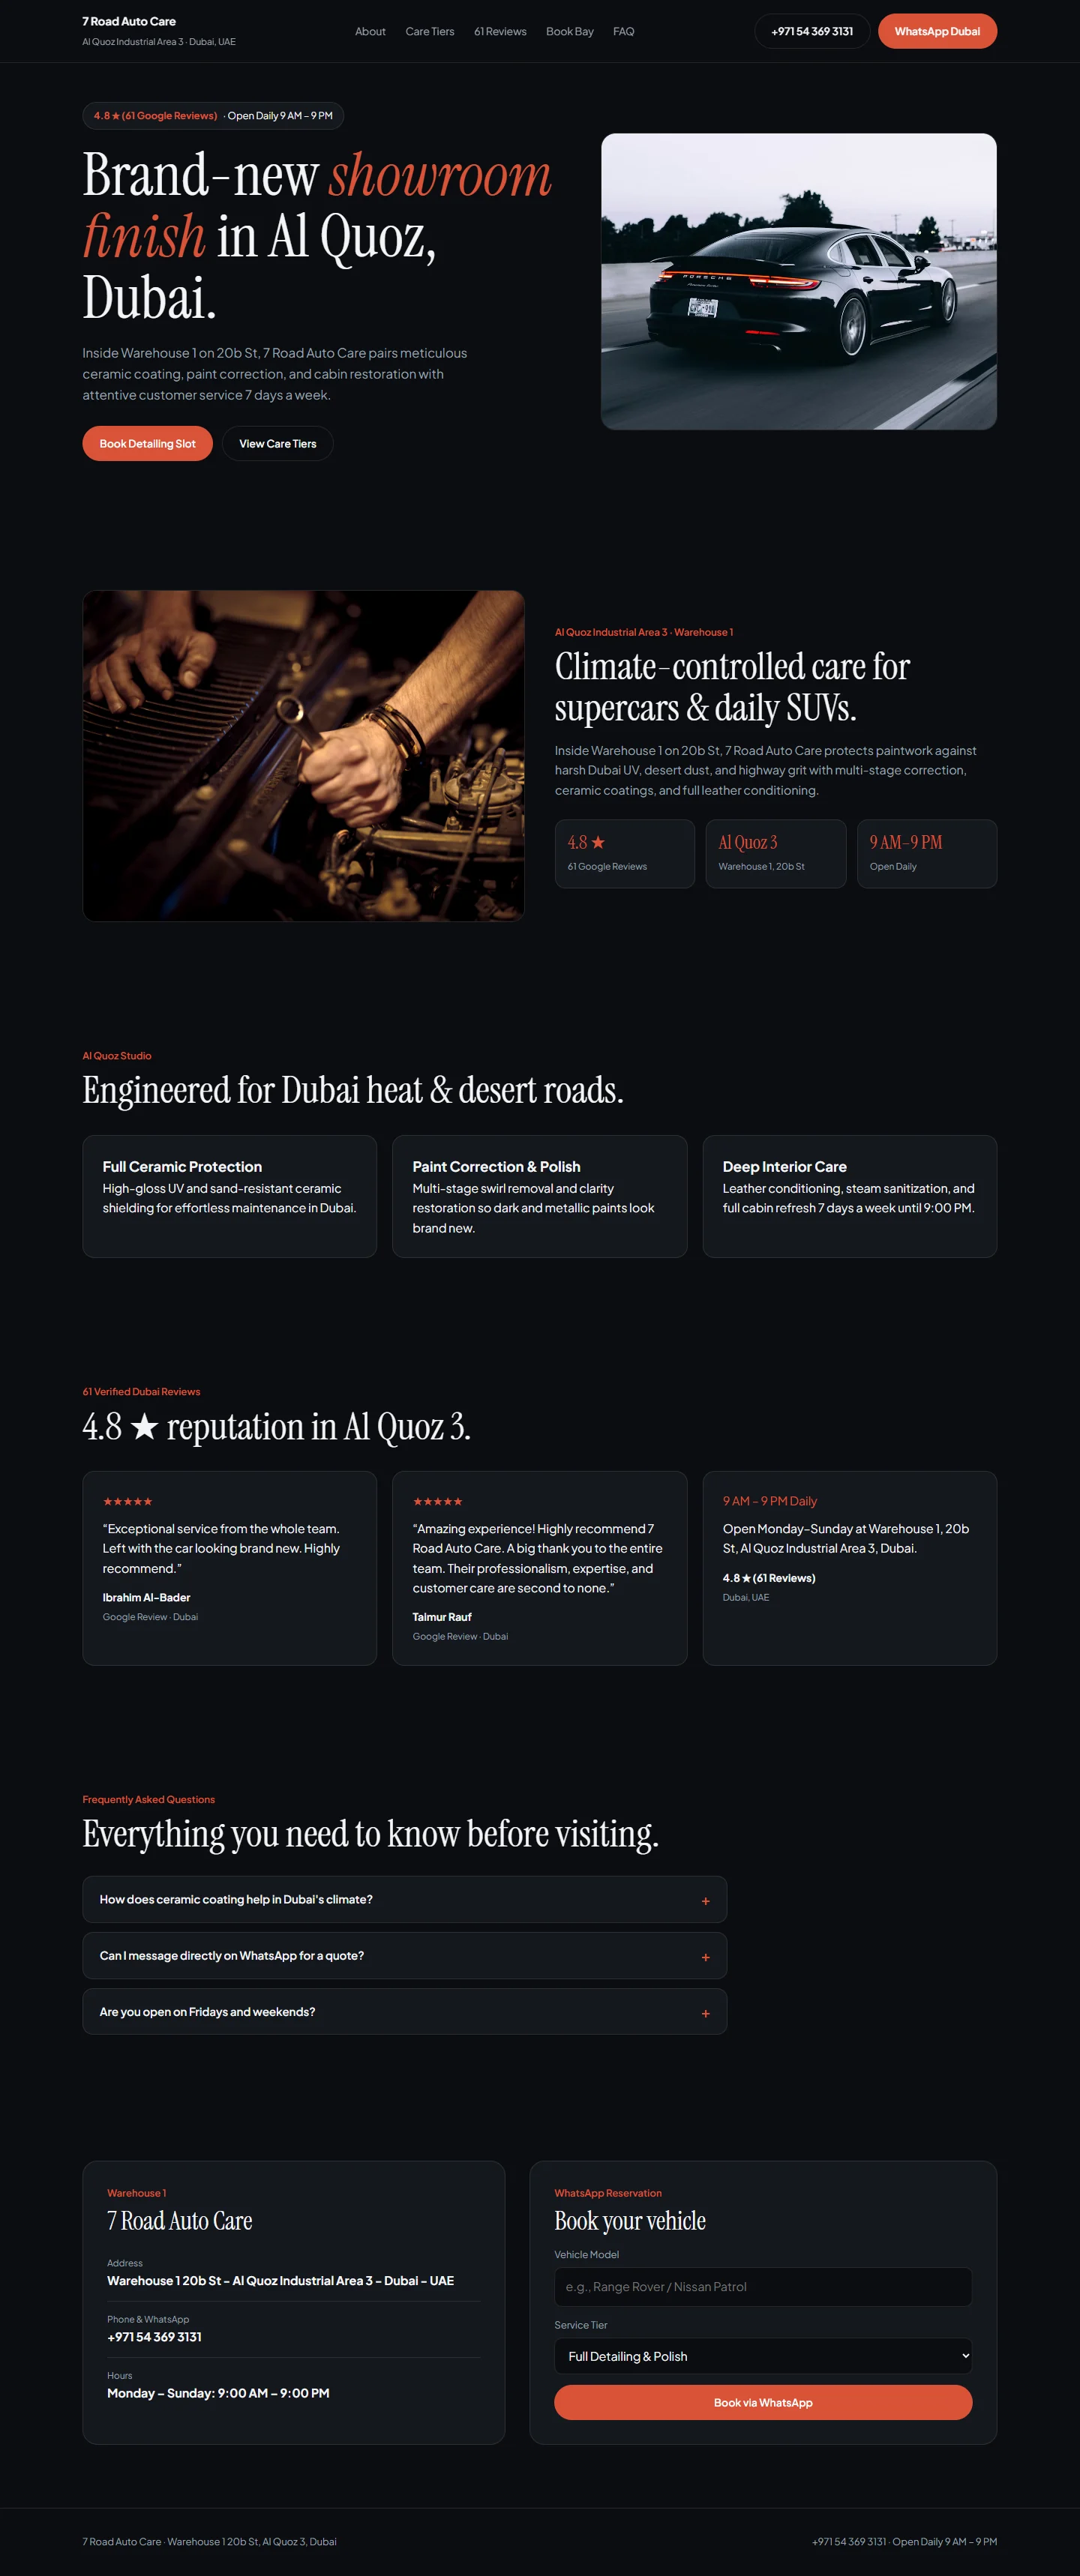 7 Road Auto Care
Al Quoz Industrial Area 3 · Dubai, UAE
About
Care Tiers
61 Reviews
Book Bay
FAQ
+971 54 369 3131
WhatsApp Dubai
4.8 ★ (61 Google Reviews) · Open Daily 9 AM – 9 PM
Brand-new showroom
finish in Al Quoz,
Dubai.
Inside Warehouse 1 on 20b St, 7 Road Auto Care pairs meticulous
ceramic coating, paint correction, and cabin restoration with
attentive customer service 7 days a week.
Book Detailing Slot
View Care Tiers
PORSCHE
Al Quoz Industrial Area 3 · Warehouse 1
Climate-controlled care for
supercars & daily SUVs.
Inside Warehouse 1 on 20b St, 7 Road Auto Care protects paintwork against
harsh Dubai UV, desert dust, and highway grit with multi-stage correction,
ceramic coatings, and full leather conditioning.
4.8 ★
61 Google Reviews
Al Quoz 3
Warehouse 1, 20b St
9 AM–9 PM
Open Daily
Al Quoz Studio
Engineered for Dubai heat & desert roads.
Full Ceramic Protection
High-gloss UV and sand-resistant ceramic
shielding for effortless maintenance in Dubai.
Paint Correction & Polish
Multi-stage swirl removal and clarity
restoration so dark and metallic paints look
brand new.
Deep Interior Care
Leather conditioning, steam sanitization, and
full cabin refresh 7 days a week until 9:00 PM.
61 Verified Dubai Reviews
4.8 ★ reputation in Al Quoz 3.
★★★★★
“Exceptional service from the whole team.
Left with the car looking brand new. Highly
recommend.”
Ibrahim Al-Bader
Google Review · Dubai
★★★★★
“Amazing experience! Highly recommend 7
Road Auto Care. A big thank you to the entire
team. Their professionalism, expertise, and
customer care are second to none.”
Talmur Rauf
Google Review · Dubai
9 AM – 9 PM Daily
Open Monday–Sunday at Warehouse 1, 20b
St, Al Quoz Industrial Area 3, Dubai.
4.8 ★ (61 Reviews)
Dubai, UAE
Frequently Asked Questions
Everything you need to know before visiting.
How does ceramic coating help in Dubai's climate?
+
Can I message directly on WhatsApp for a quote?
+
Are you open on Fridays and weekends?
+
Warehouse 1
7 Road Auto Care
Address
Warehouse 1 20b St - Al Quoz Industrial Area 3 - Dubai - UAE
Phone & WhatsApp
+971 54 369 3131
Hours
Monday – Sunday: 9:00 AM – 9:00 PM
WhatsApp Reservation
Book your vehicle
Vehicle Model
e.g., Range Rover / Nissan Patrol
Service Tier
Full Detailing & Polish
Book via WhatsApp
7 Road Auto Care · Warehouse 1 20b St, Al Quoz 3, Dubai
+971 54 369 3131 · Open Daily 9 AM – 9 PM